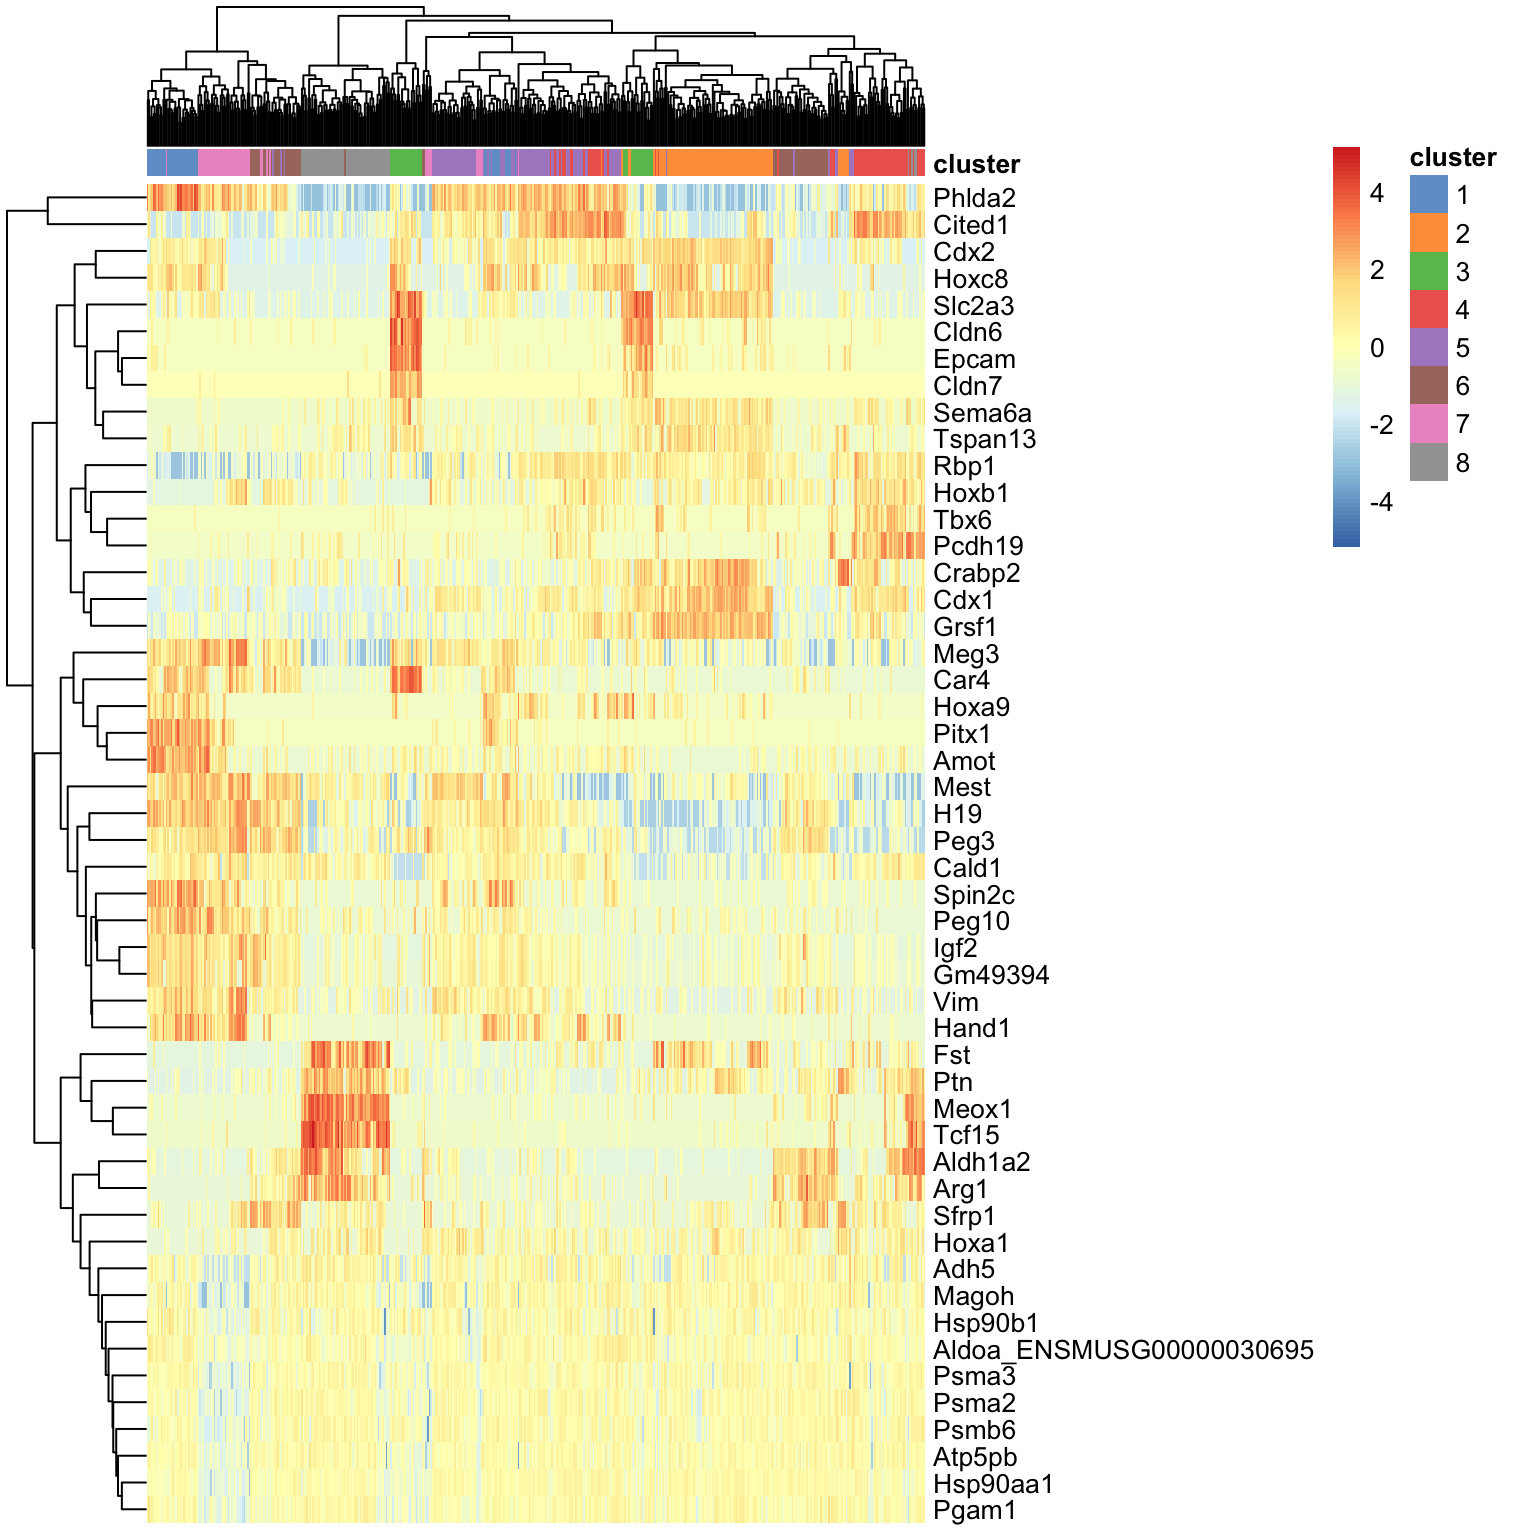 cluster
Phlda2
Cited1
Cdx2
Hoxc8
Slc2a3
Cldn6
Epcam
Cldn7
Sema6a
Tspan13
Rbp1
Hoxb1
Tbx6
Pcdh19
Crabp2
Cdx1
Grsf1
Meg3
Car4
Hoxa9
Pitx1
Amot
Mest
H19
Peg3
Cald1
Spin2c
Peg10
Igf2
Gm49394
Vim
Hand1
Fst
Ptn
Meox1
Tcf15
Aldh1a2
Arg1
Sfrp1
Hoxa1
Adh5
Magoh
Hsp90b1
Aldoa_ENSMUSG00000030695
Psma3
Psma2
Psmb6
Atp5pb
Hsp90aa1
Pgam1
4
2
0
-2
-4
cluster
1
2
3
4
5
6
7
8